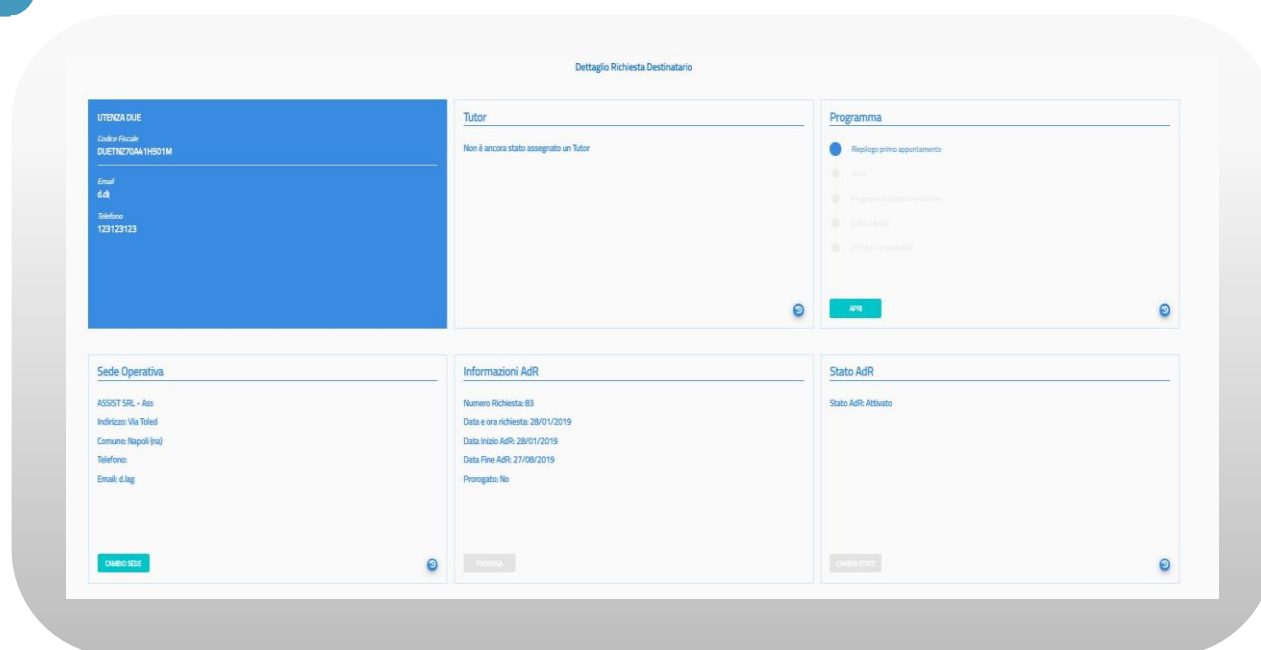 Dettaglio Richiesta Destinatario
UTENZA DUE
Codice Fiscale
DUETNZ70A41H501M
Email
d.di
Telefono
123123123
Tutor
Non è ancora stato assegnato un Tutor
Programma
Riepilogo primo appuntamento
APRI
Sede Operativa
ASSIST SRL - Ass
Indirizzo: Via Toled
Comune: Napoli (na)
Telefono:
Email: d.lag
CAMBIO SEDE
Informazioni AdR
Numero Richiesta: 83
Data e ora richiesta: 28/01/2019
Data Inizio AdR: 28/01/2019
Data Fine AdR: 27/08/2019
Prorogato: No
PROROGA
Stato AdR
Stato AdR: Attivato
CAMBIO STATO